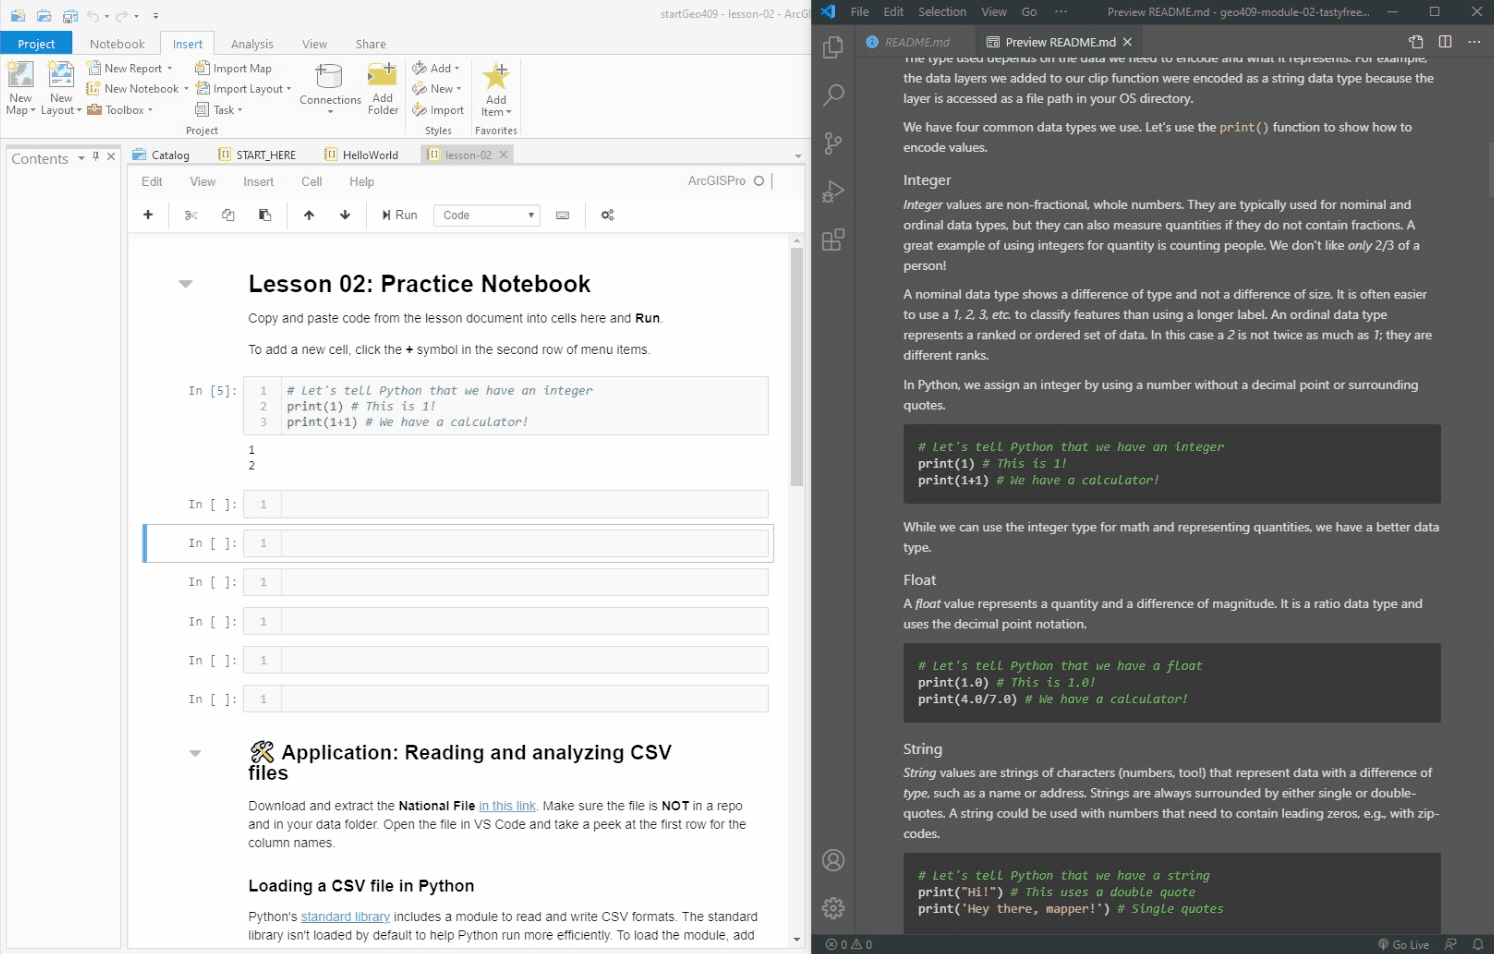 startGeo409 - lesson-02 - ArcGI
Project Notebook Insert Analysis View Share
New Map
New Layout
New Report
New Notebook
Toolbox
Import Map
Import Layout
Task
Project
Connections
Add Folder
Add
New
Import
Styles
Add Item
Favorites
Contents
Catalog START_HERE HelloWorld lesson-02
Edit View Insert Cell Help ArcGISPro
Run Code
Lesson 02: Practice Notebook
Copy and paste code from the lesson document into cells here and Run.
To add a new cell, click the + symbol in the second row of menu items.
In [5]: 1 # Let's tell Python that we have an integer
2 print(1) # This is 1!
3 print(1+1) # We have a calculator!
1
2
In [ ]: 1
In [ ]: 1
In [ ]: 1
In [ ]: 1
In [ ]: 1
In [ ]: 1
Application: Reading and analyzing CSV
files
Download and extract the National File in this link. Make sure the file is NOT in a repo
and in your data folder. Open the file in VS Code and take a peek at the first row for the
column names.
Loading a CSV file in Python
Python's standard library includes a module to read and write CSV formats. The standard
library isn't loaded by default to help Python run more efficiently. To load the module, add
File Edit Selection View Go ··· Preview README.md - geo409-module-02-tastyfree...
README.md Preview README.md
The type used depends on the data we need to encode and what it represents. For example,
the data layers we added to our clip function were encoded as a string data type because the
layer is accessed as a file path in your OS directory.
We have four common data types we use. Let's use the print() function to show how to
encode values.
Integer
Integer values are non-fractional, whole numbers. They are typically used for nominal and
ordinal data types, but they can also measure quantities if they do not contain fractions. A
great example of using integers for quantity is counting people. We don't like only 2/3 of a
person!
A nominal data type shows a difference of type and not a difference of size. It is often easier
to use a 1, 2, 3, etc. to classify features than using a longer label. An ordinal data type
represents a ranked or ordered set of data. In this case a 2 is not twice as much as 1; they are
different ranks.
In Python, we assign an integer by using a number without a decimal point or surrounding
quotes.
# Let's tell Python that we have an integer
print(1) # This is 1!
print(1+1) # We have a calculator!
While we can use the integer type for math and representing quantities, we have a better data
type.
Float
A float value represents a quantity and a difference of magnitude. It is a ratio data type and
uses the decimal point notation.
# Let's tell Python that we have a float
print(1.0) # This is 1.0!
print(4.0/7.0) # We have a calculator!
String
String values are strings of characters (numbers, too!) that represent data with a difference of
type, such as a name or address. Strings are always surrounded by either single or double-
quotes. A string could be used with numbers that need to contain leading zeros, e.g., with zip-
codes.
# Let's tell Python that we have a string
print("Hi!") # This uses a double quote
print('Hey there, mapper!') # Single quotes
0 0 Go Live